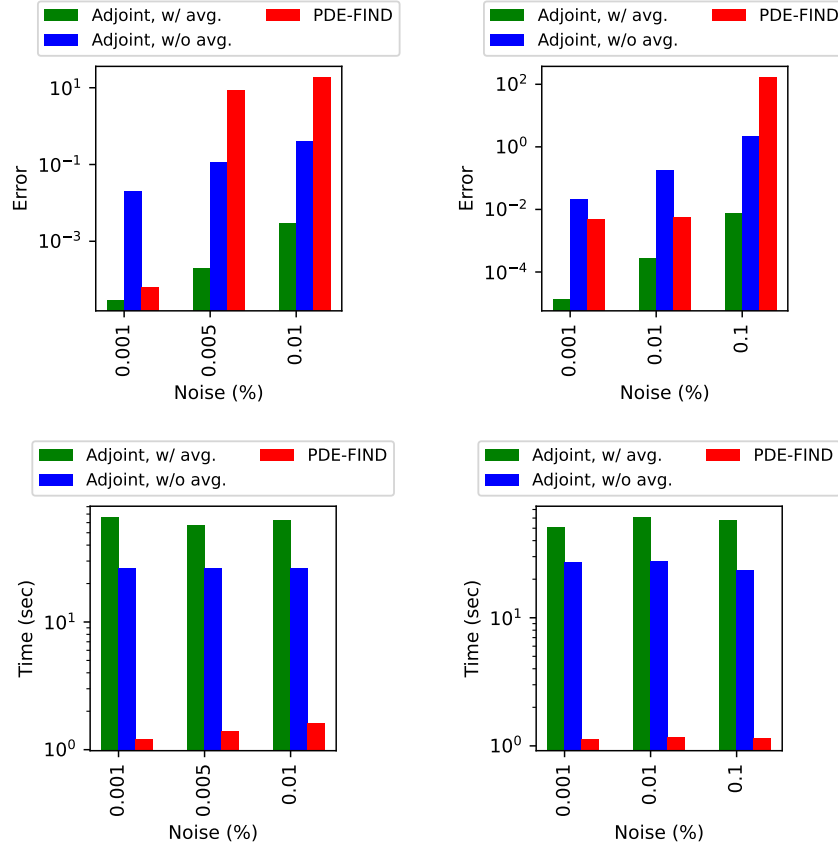 Adjoint, w/ avg.
PDE-FIND
Adjoint, w/o avg.
10^1
10^-1
10^-3
Error
0.001
0.005
0.01
Noise (%)
Adjoint, w/ avg.
PDE-FIND
Adjoint, w/o avg.
10^2
10^0
10^-2
10^-4
Error
0.001
0.01
0.1
Noise (%)
Adjoint, w/ avg.
PDE-FIND
Adjoint, w/o avg.
10^1
10^0
Time (sec)
0.001
0.005
0.01
Noise (%)
Adjoint, w/ avg.
PDE-FIND
Adjoint, w/o avg.
10^1
10^0
Time (sec)
0.001
0.01
0.1
Noise (%)